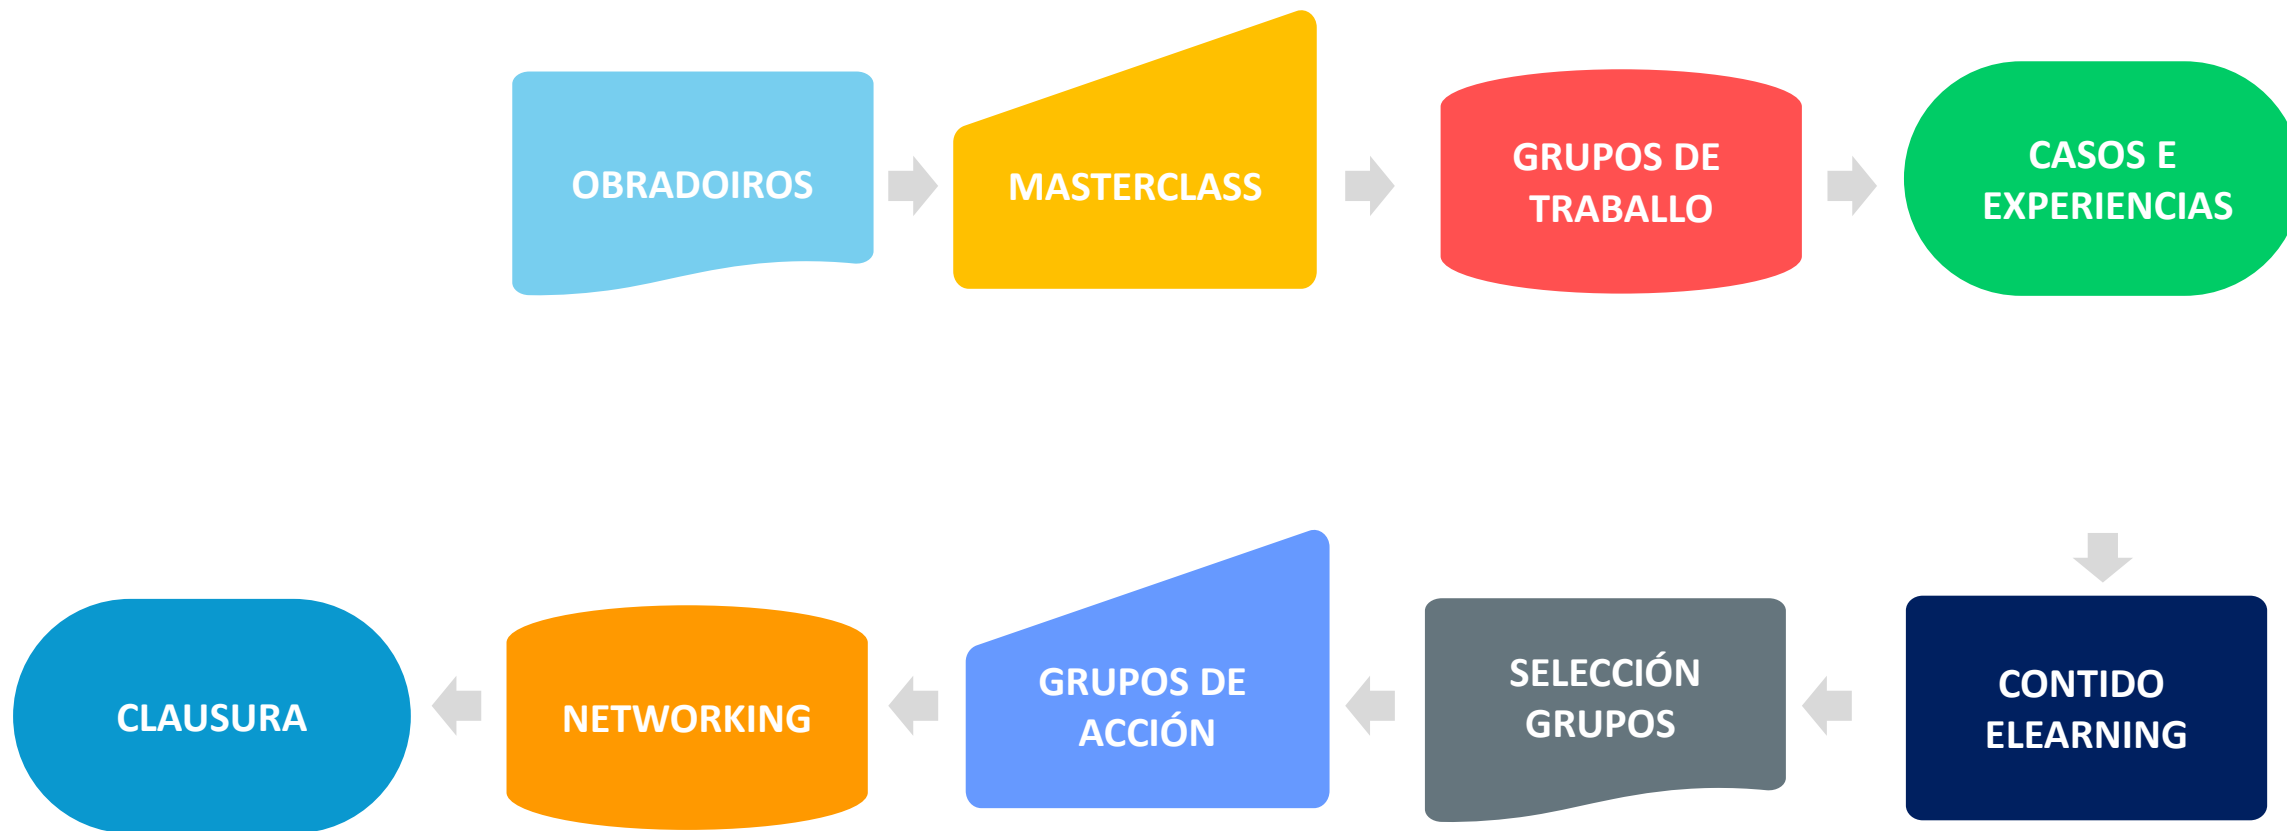 OBRADOIROS
MASTERCLASS
GRUPOS DE
TRABALLO
CASOS E
EXPERIENCIAS
CONTIDO
ELEARNING
SELECCIÓN
GRUPOS
GRUPOS DE
ACCIÓN
NETWORKING
CLAUSURA